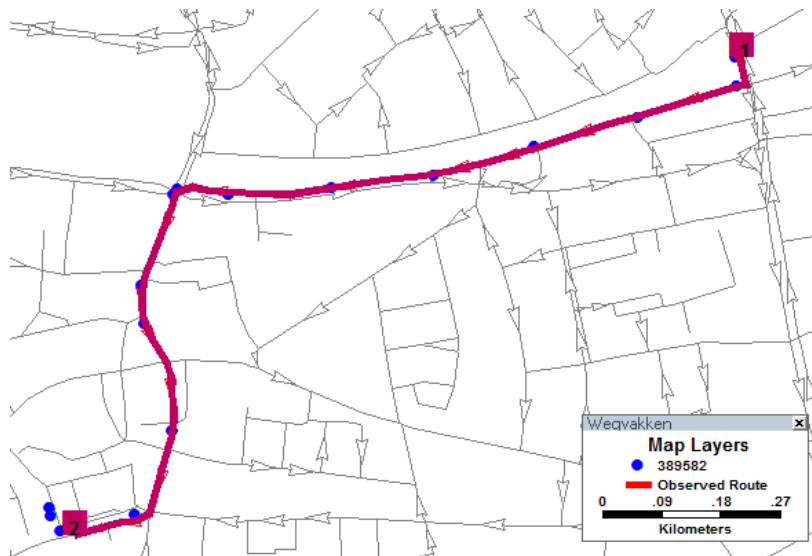 1
Wegvakken x
Map Layers
389582
Observed Route
0 .09 .18 .27
Kilometers
2